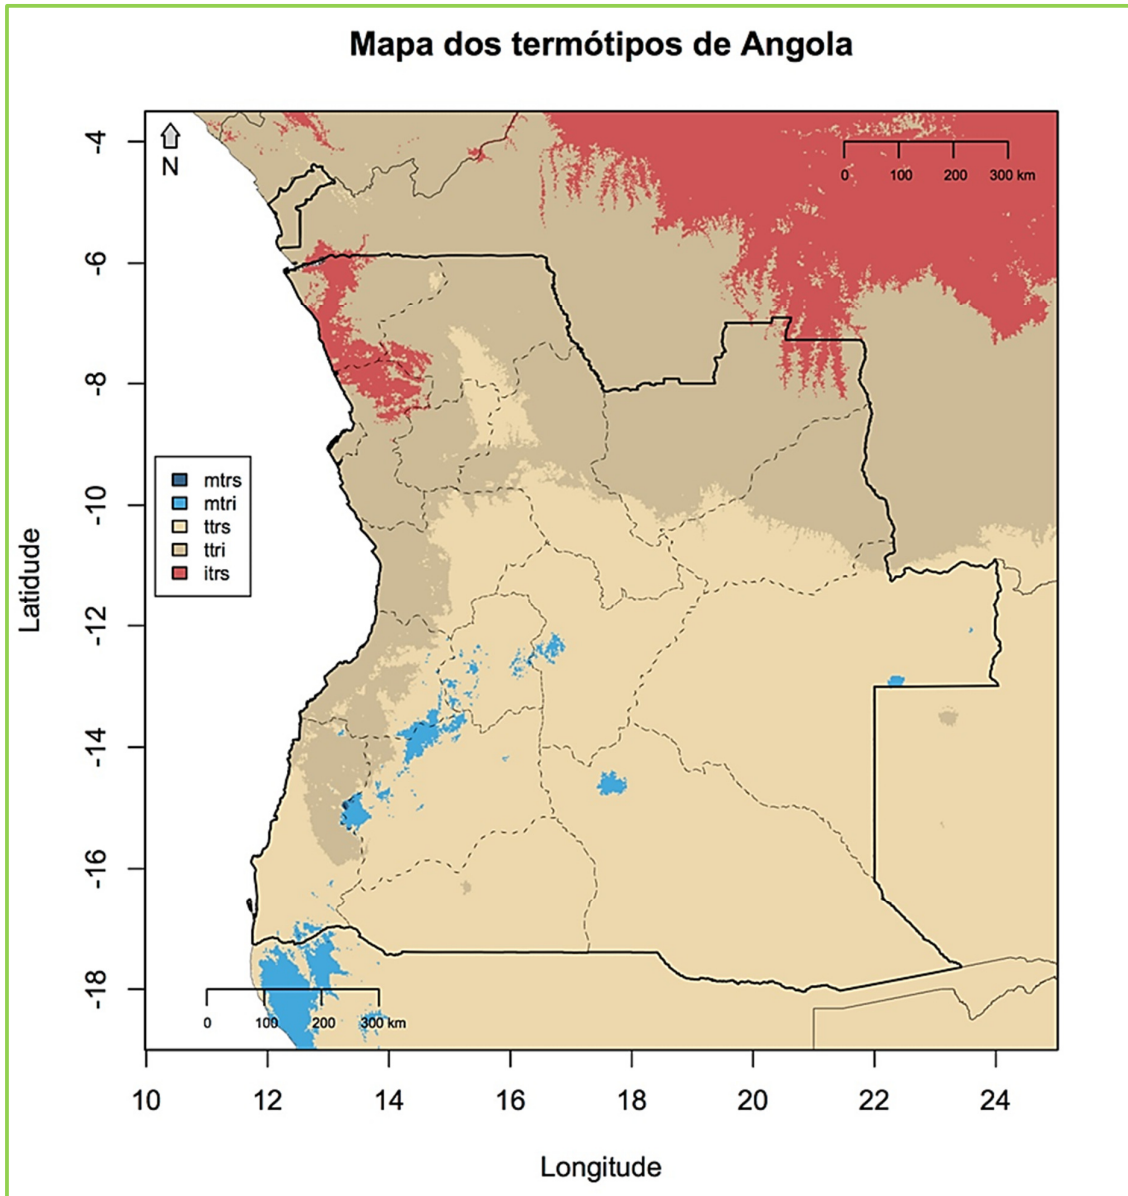 Mapa dos termótipos de Angola
N
0 100 200 300 km
-4
-6
-8
-10
-12
-14
-16
-18
Latidude
mtrs
mtri
ttrs
ttri
itrs
0 100 200 300 km
10 12 14 16 18 20 22 24
Longitude